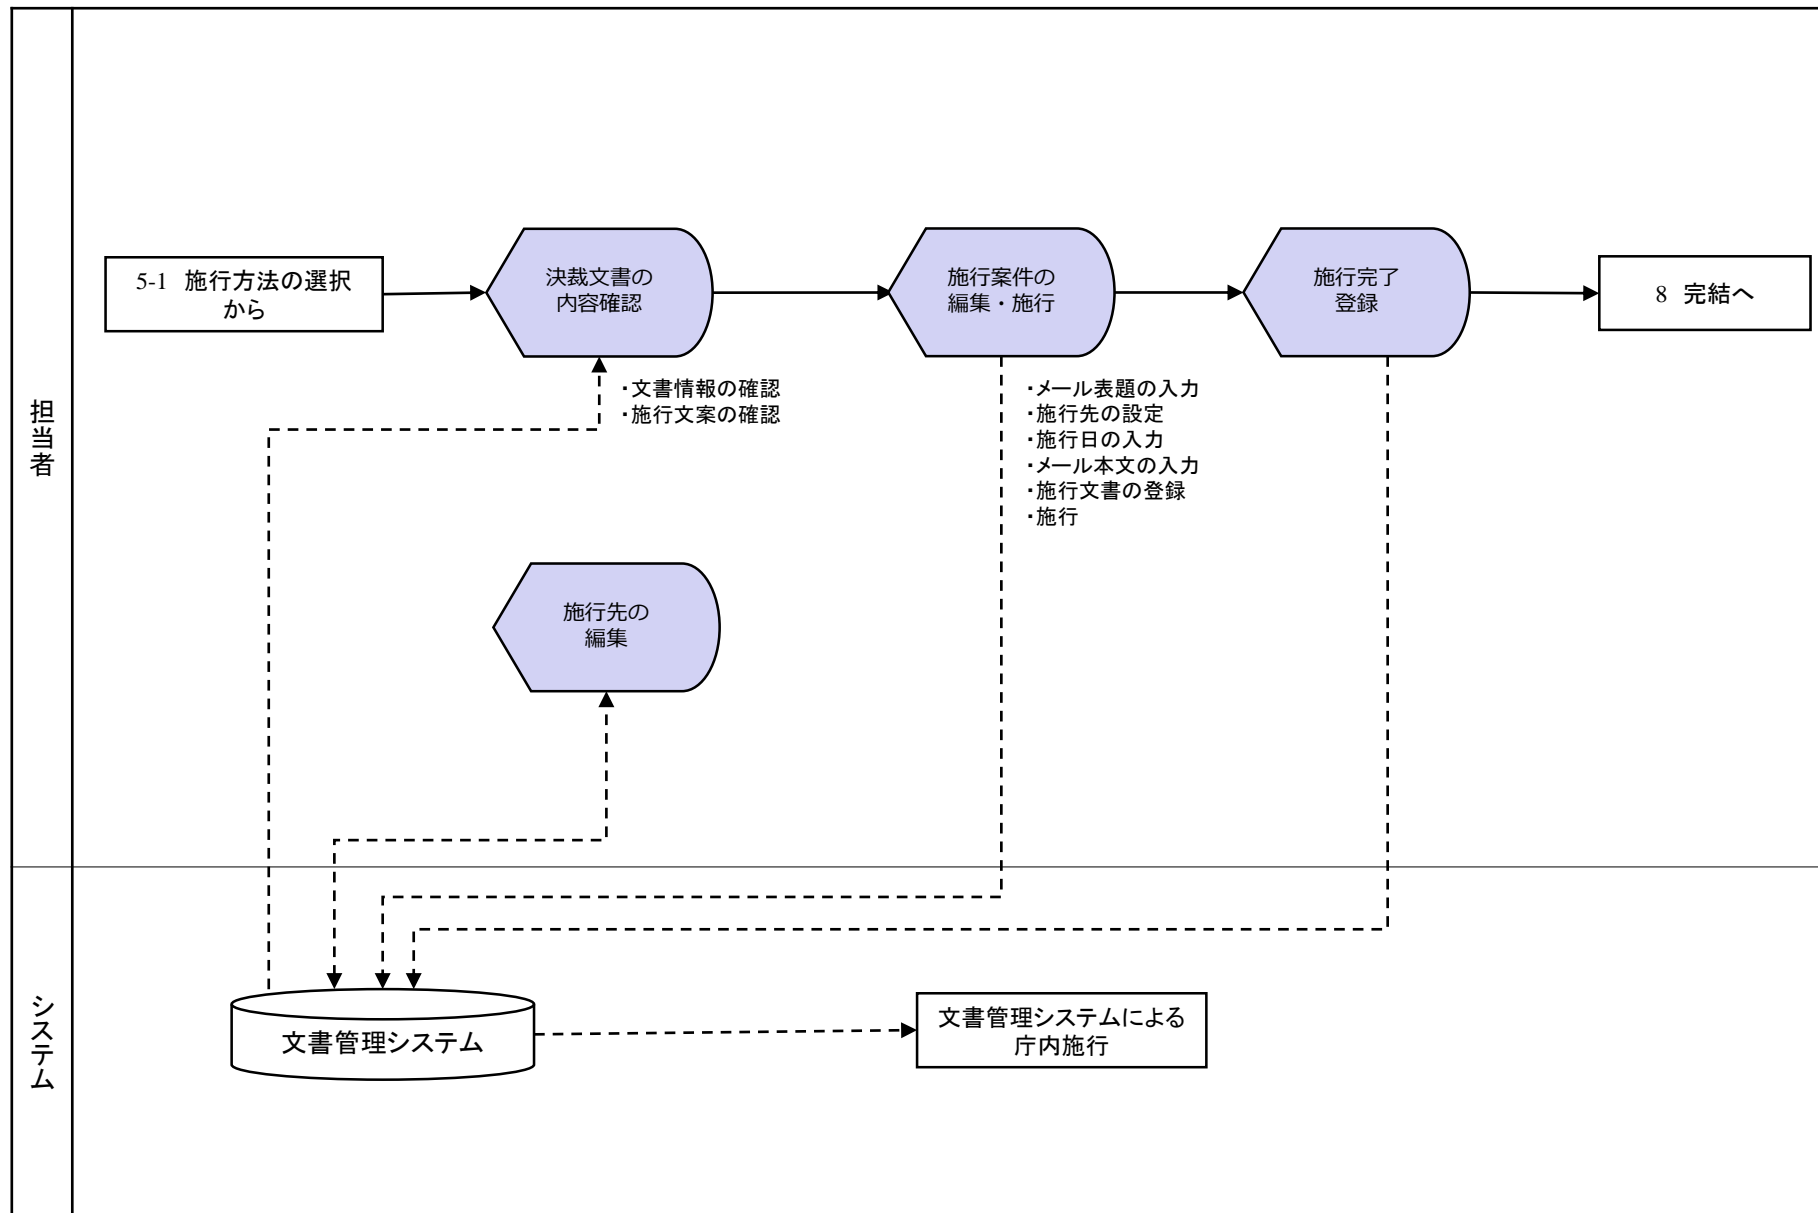 担当者
5-1 施行方法の選択
から
決裁文書の
内容確認
施行案件の
編集・施行
施行完了
登録
8 完結へ
・文書情報の確認
・施行文案の確認
・メール表題の入力
・施行先の設定
・施行日の入力
・メール本文の入力
・施行文書の登録
・施行
施行先の
編集
システム
文書管理システム
文書管理システムによる
庁内施行